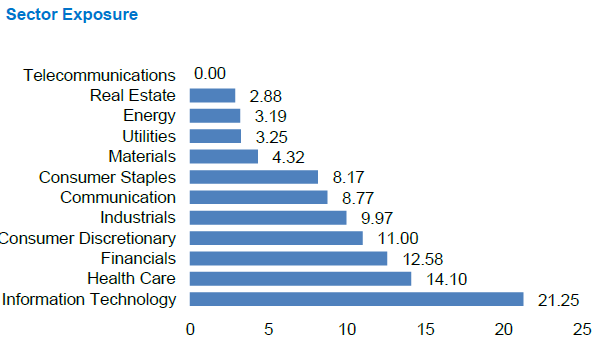 Sector Exposure
Telecommunications 0.00
Real Estate 2.88
Energy 3.19
Utilities 3.25
Materials 4.32
Consumer Staples 8.17
Communication 8.77
Industrials 9.97
Consumer Discretionary 11.00
Financials 12.58
Health Care 14.10
Information Technology 21.25
0 5 10 15 20 25